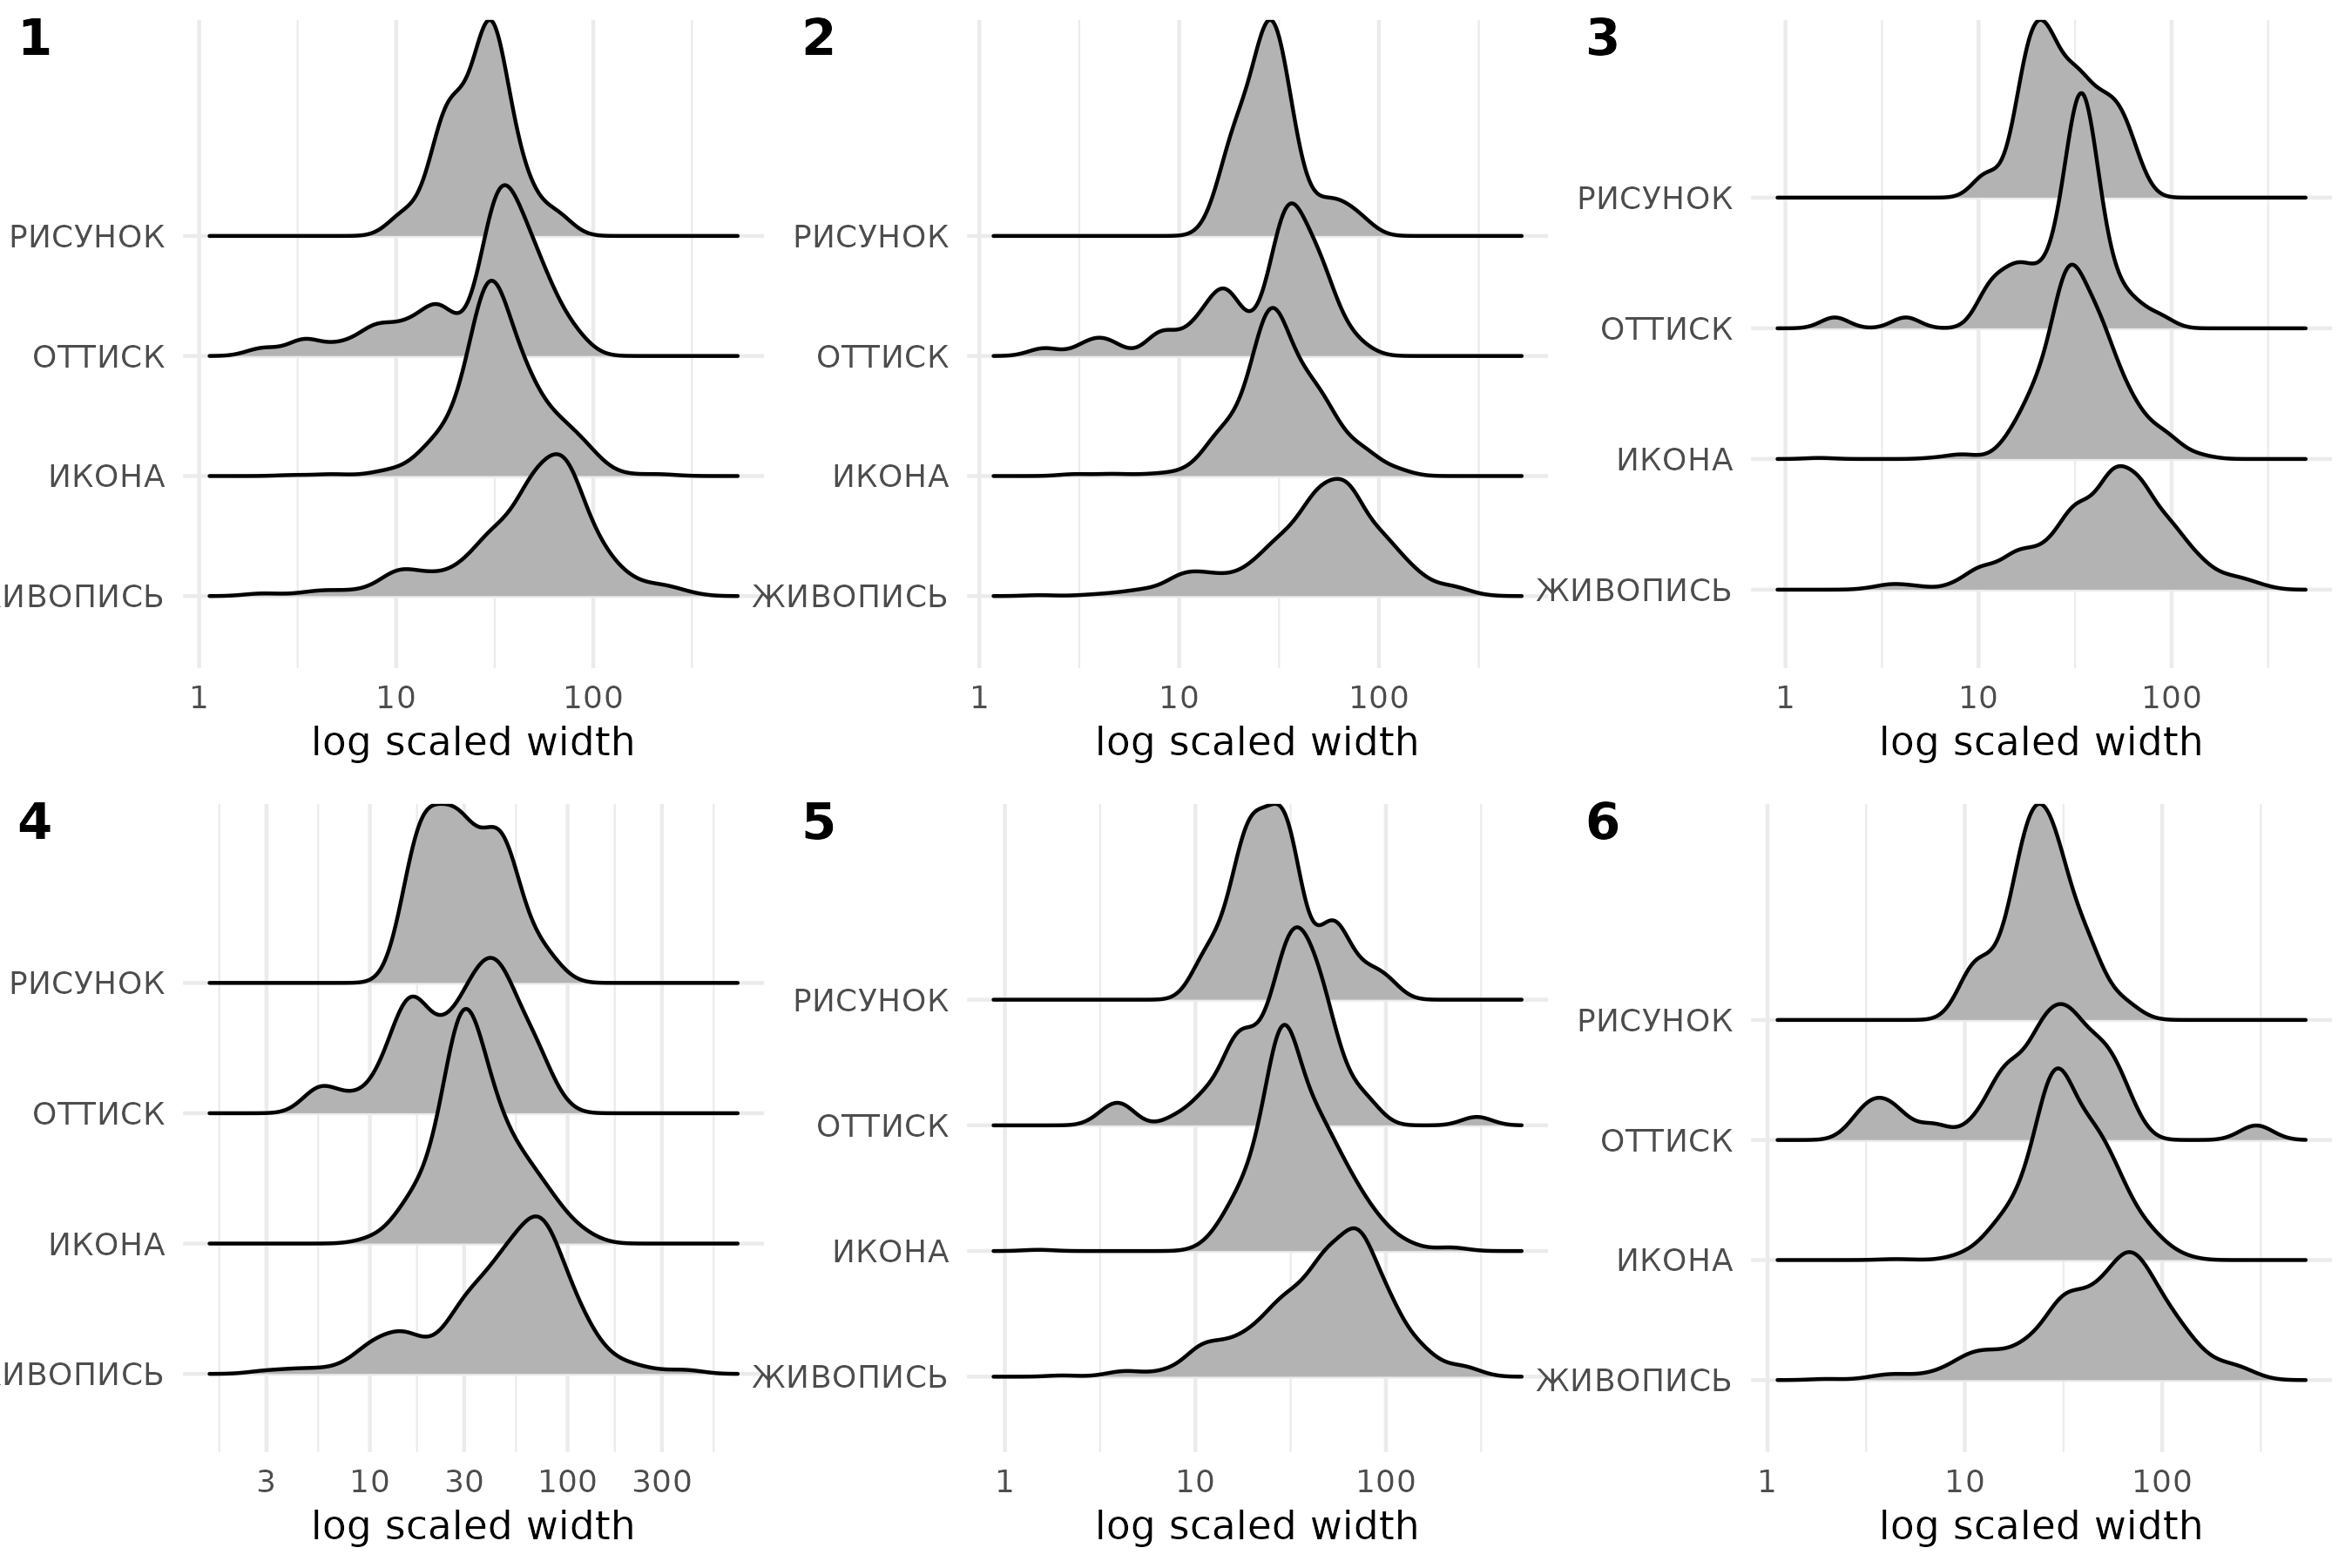 1
РИСУНОК
ОТТИСК
ИКОНА
ИВОПИСЬ
1 10 100
log scaled width
2
РИСУНОК
ОТТИСК
ИКОНА
ЖИВОПИСЬ
1 10 100
log scaled width
3
РИСУНОК
ОТТИСК
ИКОНА
ЖИВОПИСЬ
1 10 100
log scaled width
4
РИСУНОК
ОТТИСК
ИКОНА
ИВОПИСЬ
3 10 30 100 300
log scaled width
5
РИСУНОК
ОТТИСК
ИКОНА
ЖИВОПИСЬ
1 10 100
log scaled width
6
РИСУНОК
ОТТИСК
ИКОНА
ЖИВОПИСЬ
1 10 100
log scaled width